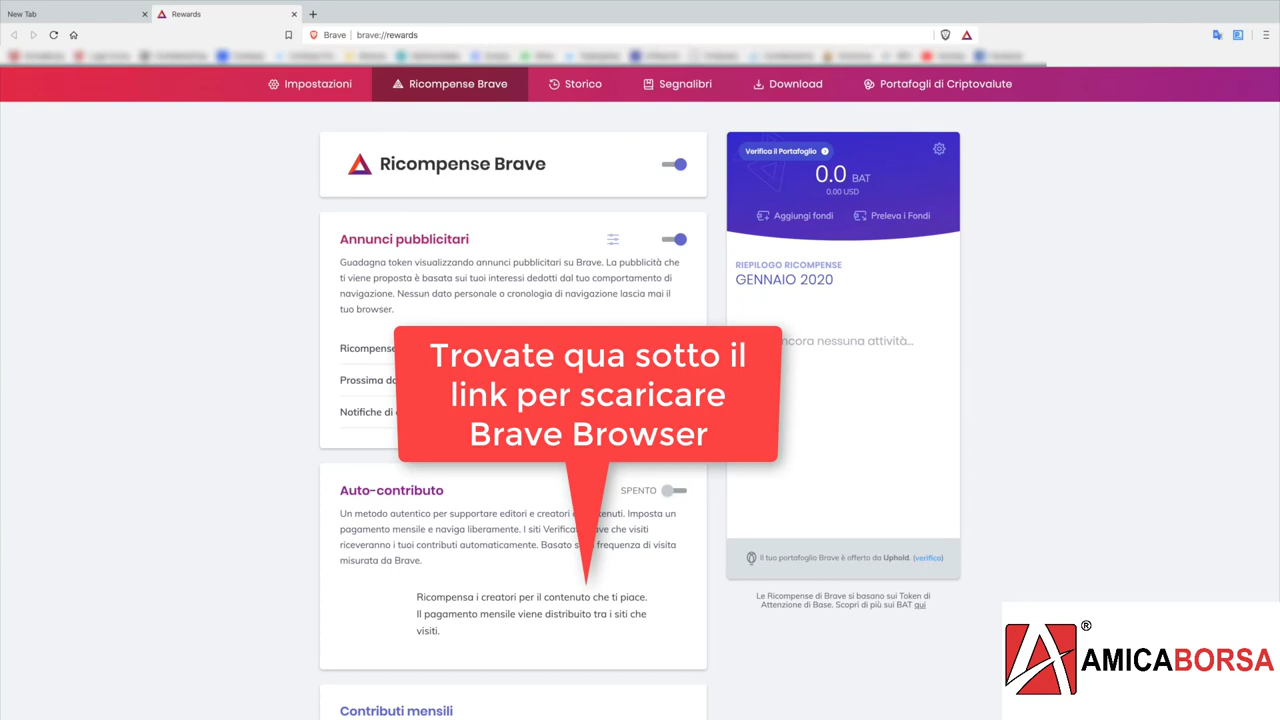 New Tab
Rewards
Brave
brave://rewards
Impostazioni
Ricompense Brave
Storico
Segnalibri
Download
Portafogli di Criptovalute
Ricompense Brave
Annunci pubblicitari
Guadagna token visualizzando annunci pubblicitari su Brave. La pubblicità che
ti viene proposta è basata sui tuoi interessi dedotti dal tuo comportamento di
navigazione. Nessun dato personale o cronologia di navigazione lascia mai il
tuo browser.
Ricompense
Prossima
Notifiche di
Trovate qua sotto il
link per scaricare
Brave Browser
Auto-contributo
SPENTO
Un metodo autentico per supportare editori e creatori di contenuti. Imposta un
pagamento mensile e naviga liberamente. I siti che visiti
riceveranno i tuoi contributi automaticamente. Basato frequenza di visita
misurata da Brave.
Ricompensa i creatori per il contenuto che ti piace.
Il pagamento mensile viene distribuito tra i siti che
visiti.
Contributi mensili
Verifica il Portafoglio
0.0 BAT
0.00 USD
Aggiungi fondi
Preleva i Fondi
RIEPILOGO RICOMPENSE
GENNAIO 2020
ncora nessuna attività...
Il tuo portafoglio Brave è offerto da Uphold. (verifica)
Le Ricompense di Brave si basano sui Token di
Attenzione di Base. Scopri di più sui BAT qui
AMICABORSA ®